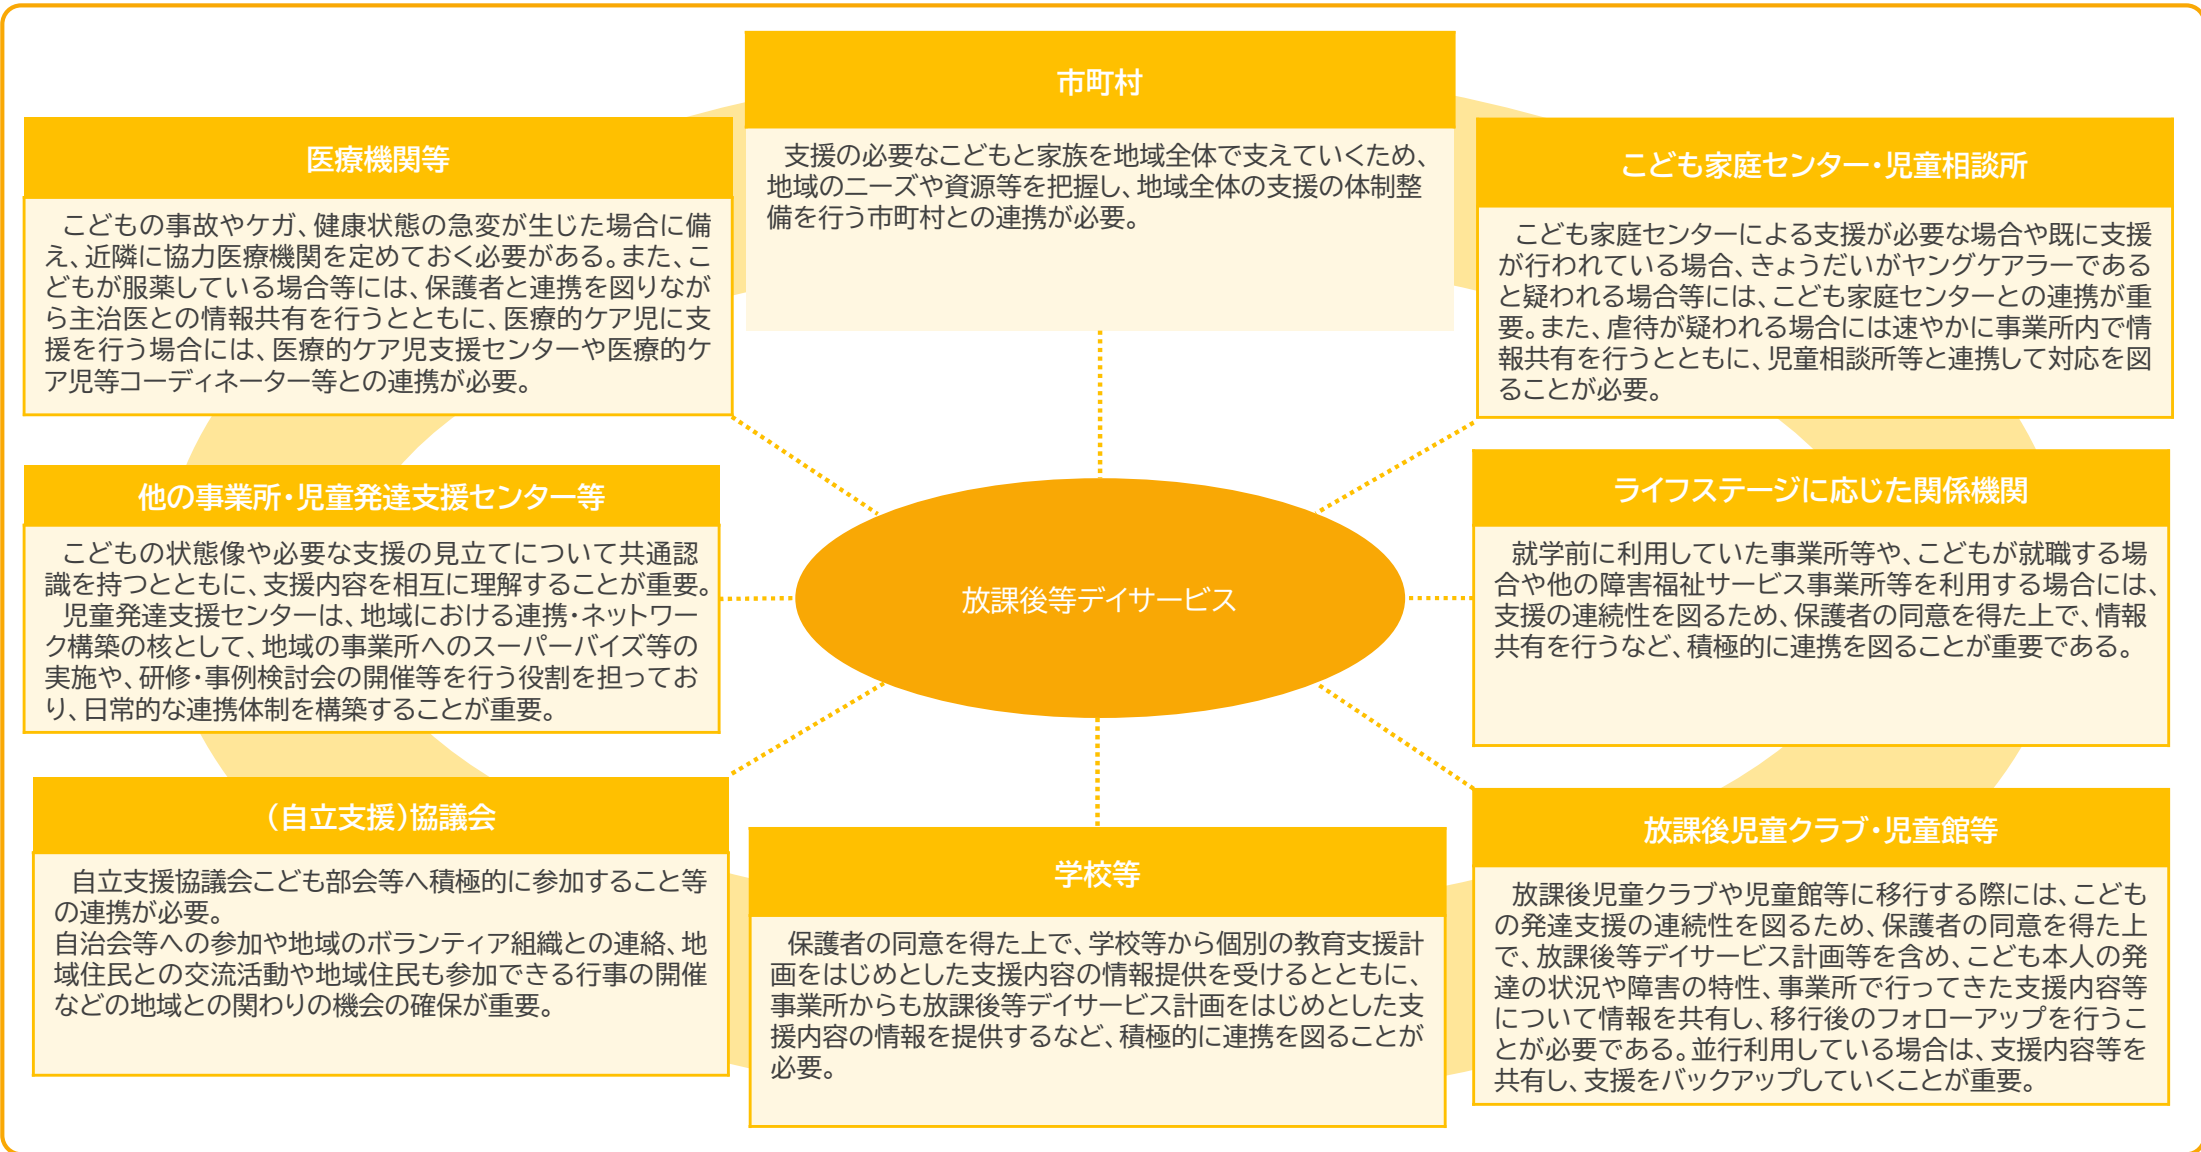 市町村
支援の必要なこどもと家族を地域全体で支えていくため、
地域のニーズや資源等を把握し、地域全体の支援の体制整
備を行う市町村との連携が必要。
医療機関等
こどもの事故やケガ、健康状態の急変が生じた場合に備
え、近隣に協力医療機関を定めておく必要がある。また、こ
どもが服薬している場合等には、保護者と連携を図りなが
ら主治医との情報共有を行うとともに、医療的ケア児に支
援を行う場合には、医療的ケア児支援センターや医療的ケ
ア児等コーディネーター等との連携が必要。
こども家庭センター・児童相談所
こども家庭センターによる支援が必要な場合や既に支援
が行われている場合、きょうだいがヤングケアラーである
と疑われる場合等には、こども家庭センターとの連携が重
要。また、虐待が疑われる場合には速やかに事業所内で情
報共有を行うとともに、児童相談所等と連携して対応を図
ることが必要。
他の事業所・児童発達支援センター等
こどもの状態像や必要な支援の見立てについて共通認
識を持つとともに、支援内容を相互に理解することが重要。
児童発達支援センターは、地域における連携・ネットワー
ク構築の核として、地域の事業所へのスーパーバイズ等の
実施や、研修・事例検討会の開催等を行う役割を担ってお
り、日常的な連携体制を構築することが重要。
放課後等デイサービス
ライフステージに応じた関係機関
就学前に利用していた事業所等や、こどもが就職する場
合や他の障害福祉サービス事業所等を利用する場合には、
支援の連続性を図るため、保護者の同意を得た上で、情報
共有を行うなど、積極的に連携を図ることが重要である。
（自立支援）協議会
自立支援協議会こども部会等へ積極的に参加すること等
の連携が必要。
自治会等への参加や地域のボランティア組織との連絡、地
域住民との交流活動や地域住民も参加できる行事の開催
などの地域との関わりの機会の確保が重要。
学校等
保護者の同意を得た上で、学校等から個別の教育支援計
画をはじめとした支援内容の情報提供を受けるとともに、
事業所からも放課後等デイサービス計画をはじめとした支
援内容の情報を提供するなど、積極的に連携を図ることが
必要。
放課後児童クラブ・児童館等
放課後児童クラブや児童館等に移行する際には、こども
の発達支援の連続性を図るため、保護者の同意を得た上
で、放課後等デイサービス計画等を含め、こども本人の発
達の状況や障害の特性、事業所で行ってきた支援内容等
について情報を共有し、移行後のフォローアップを行うこ
とが必要である。並行利用している場合は、支援内容等を
共有し、支援をバックアップしていくことが重要。